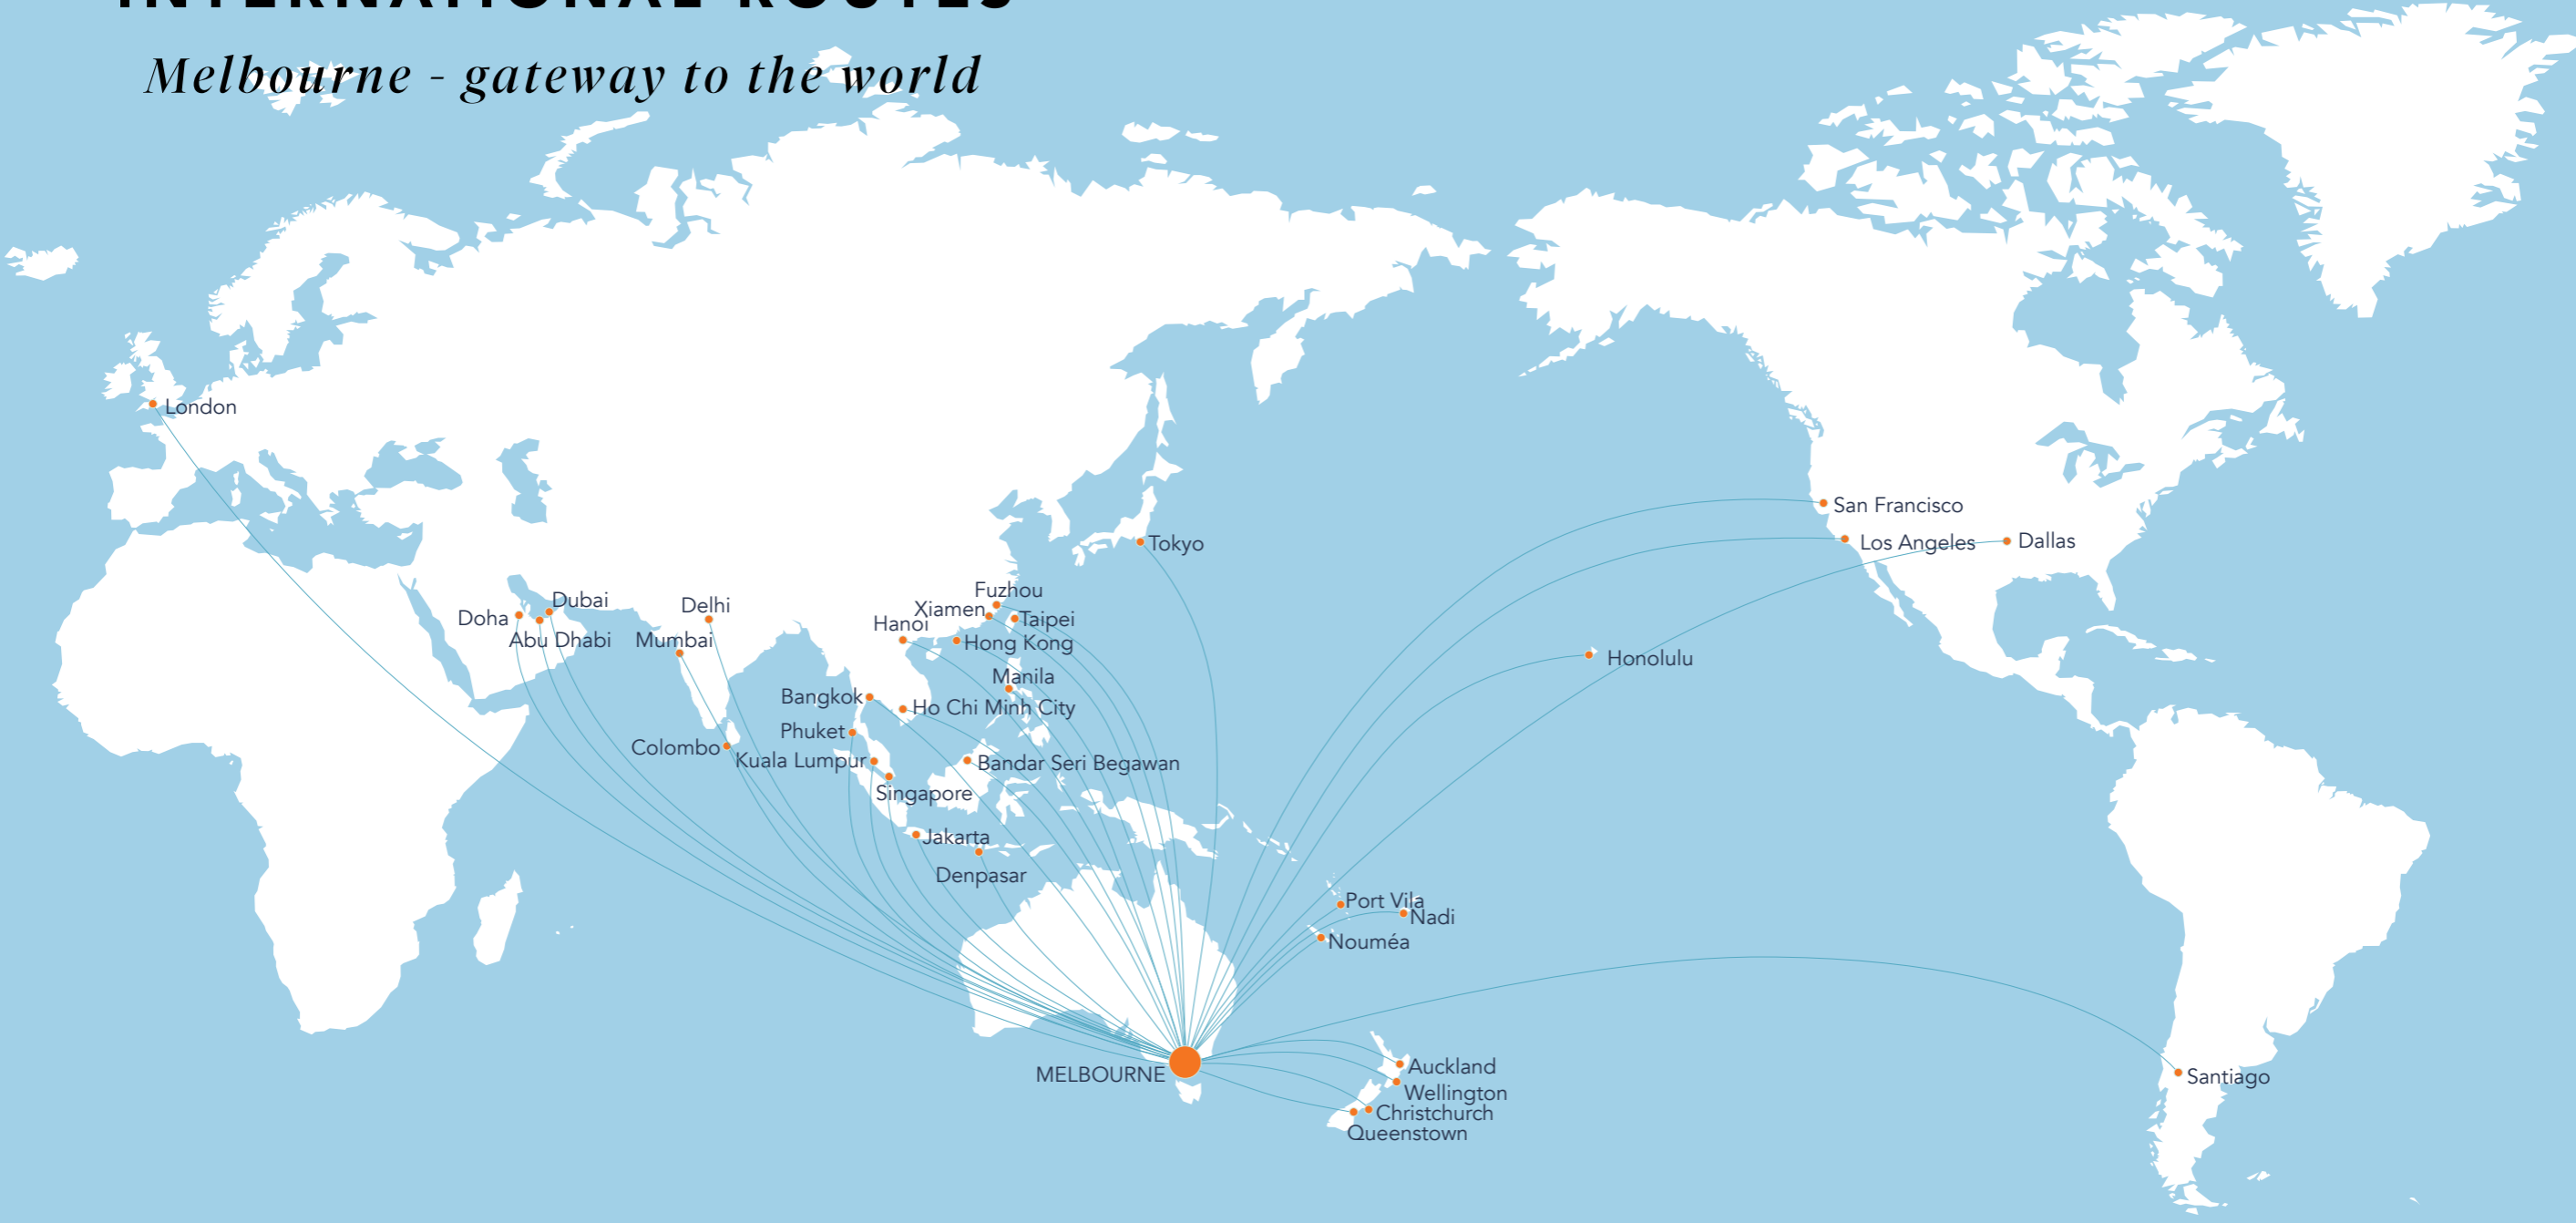 INTERNATIONAL ROUTES
Melbourne - gateway to the world
London
San Francisco
Tokyo
Los Angeles
Dallas
Fuzhou
Dubai
Delhi
Xiamen
Doha
Taipei
Hanoi
Abu Dhabi
Mumbai
Hong Kong
Honolulu
Manila
Bangkok
Ho Chi Minh City
Phuket
Colombo
Kuala Lumpur
Bandar Seri Begawan
Singapore
Jakarta
Denpasar
Port Vila
Nadi
Nouméa
MELBOURNE
Auckland
Santiago
Wellington
Christchurch
Queenstown